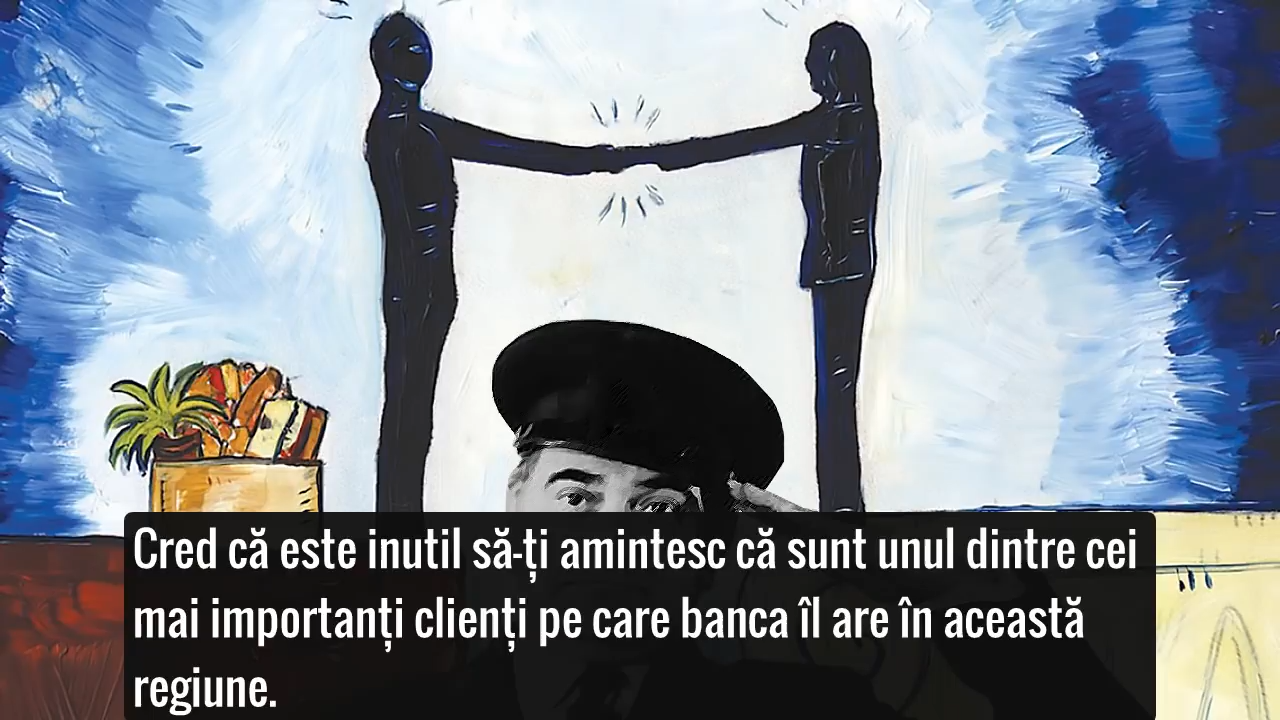 Cred că este inutil să-ți amintesc că sunt unul dintre cei
mai importanți clienți pe care banca îl are în această
regiune.